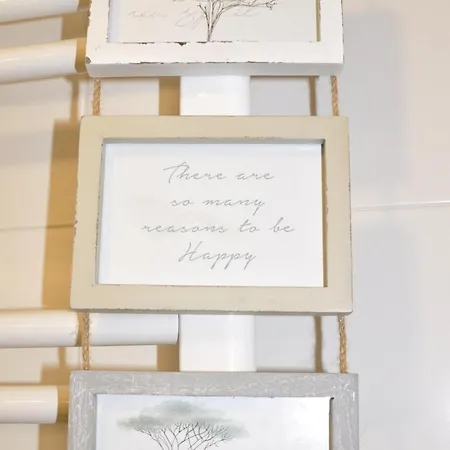 There are
so many
reasons to be
Happy